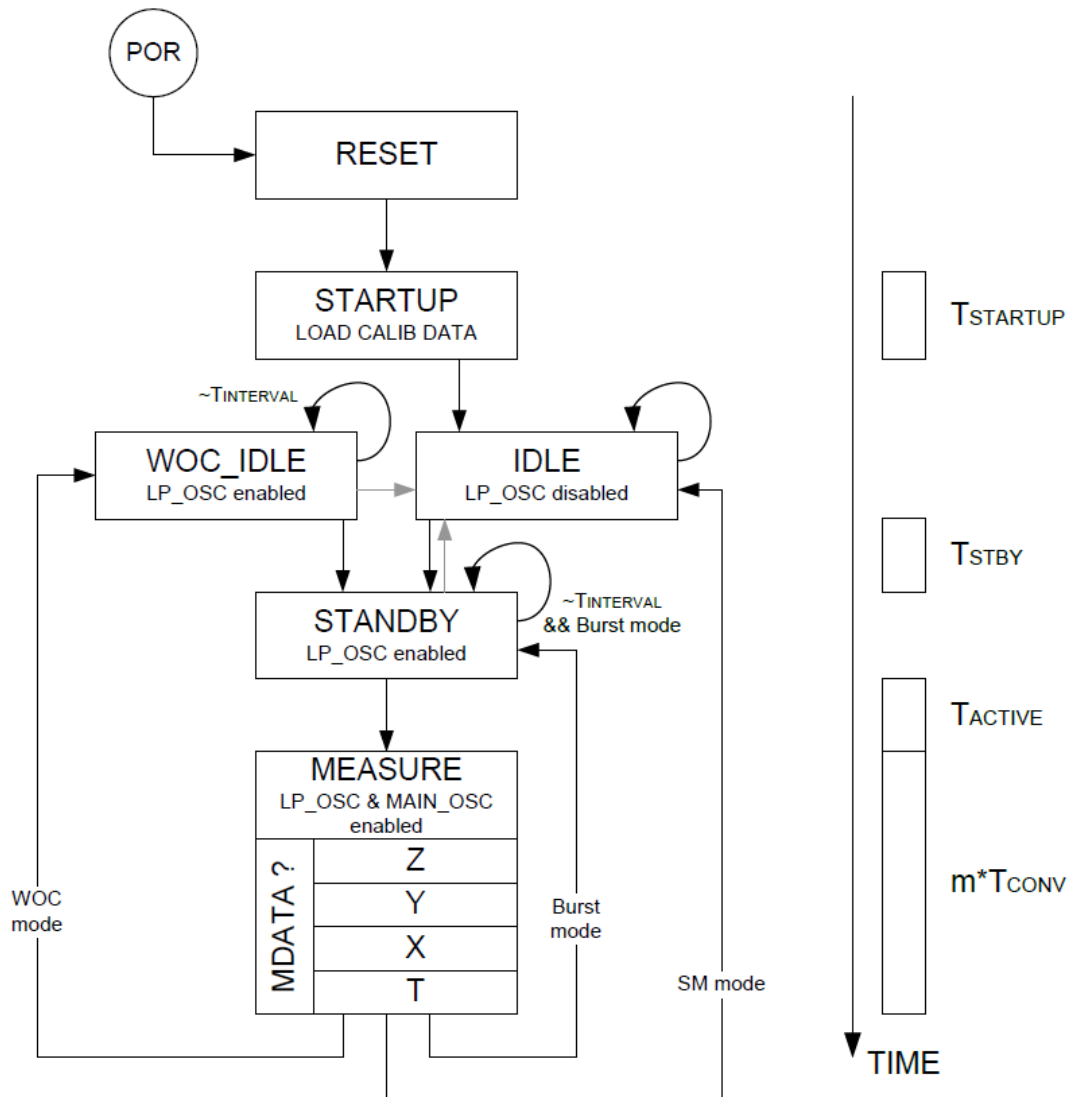 POR
RESET
STARTUP
LOAD CALIB DATA
TSTARTUP
~TINTERVAL
WOC_IDLE
LP_OSC enabled
IDLE
LP_OSC disabled
TSTBY
STANDBY
LP_OSC enabled
~TINTERVAL
&& Burst mode
TACTIVE
MEASURE
LP_OSC & MAIN_OSC
enabled
MDATA ?
Z
Y
X
T
m*TCONV
WOC
mode
Burst
mode
SM mode
TIME